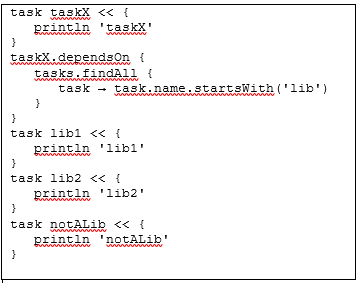 task taskX << {
   println 'taskX'
}
taskX.dependsOn {
   tasks.findAll {
      task → task.name.startsWith('lib')
   }
}
task lib1 << {
   println 'lib1'
}
task lib2 << {
   println 'lib2'
}
task notALib << {
   println 'notALib'
}